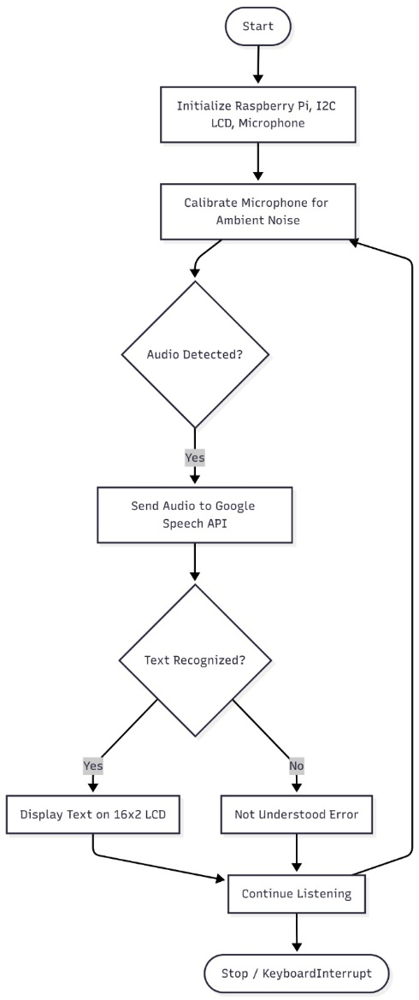 Start
Initialize Raspberry Pi, I2C
LCD, Microphone
Calibrate Microphone for
Ambient Noise
Audio Detected?
Yes
Send Audio to Google
Speech API
Text Recognized?
Yes
No
Display Text on 16x2 LCD
Not Understood Error
Continue Listening
Stop / KeyboardInterrupt